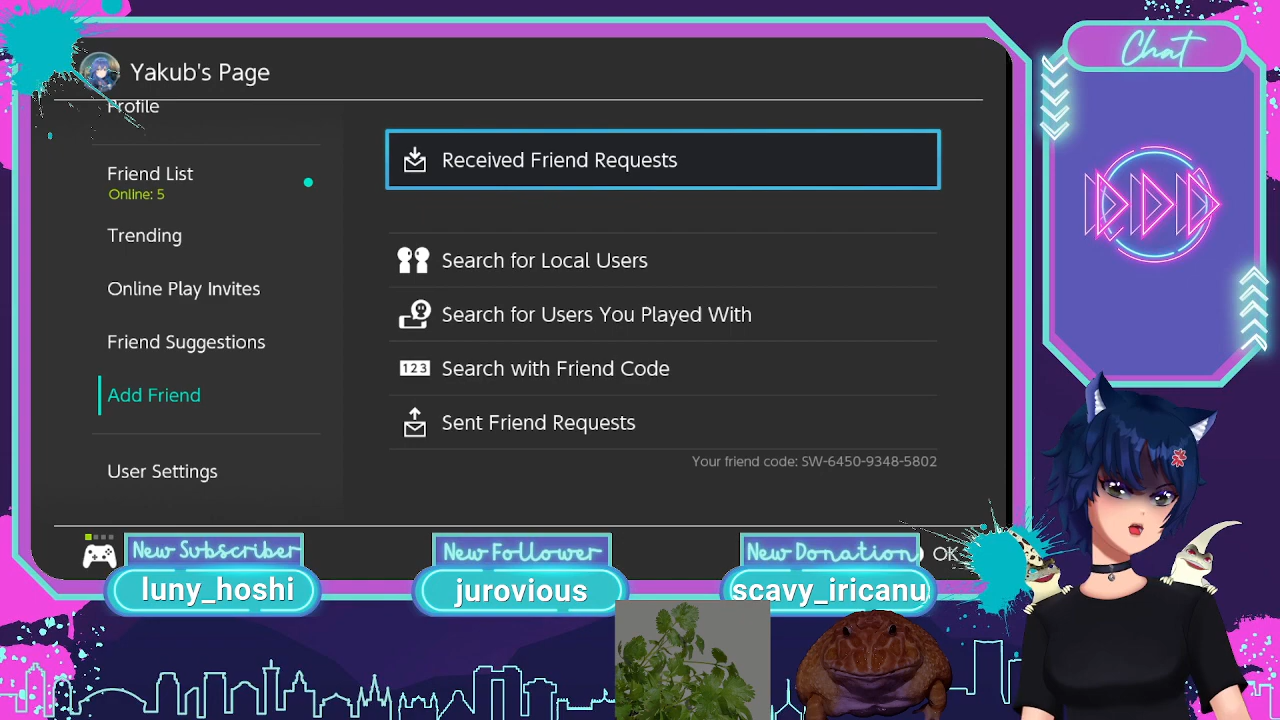 Yakub's Page
Chat
Profile
Received Friend Requests
Friend List
Online: 5
Trending
Search for Local Users
Online Play Invites
Search for Users You Played With
Friend Suggestions
123 Search with Friend Code
Add Friend
Sent Friend Requests
Your friend code: SW-6450-9348-5802
User Settings
OK
New Subscriber
New Follower
New Donation
luny_hoshi
jurovious
scavy_iricanu